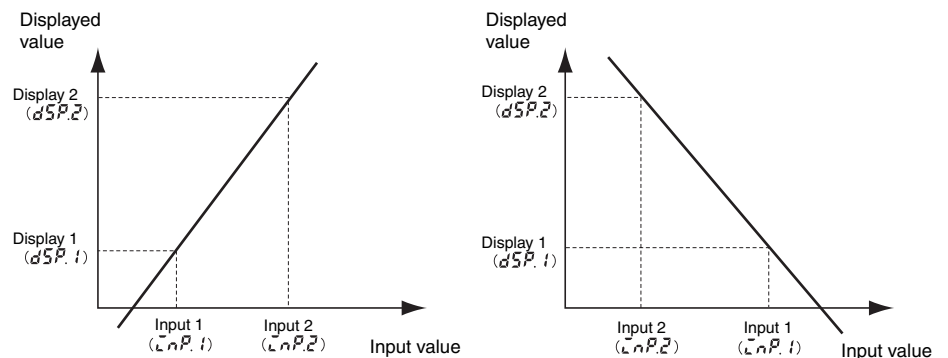 Displayed
value
Display 2
(dSP.2)
Display 1
(dSP.1)
Input 1
(inP.1)
Input 2
(inP.2)
Input value
Displayed
value
Display 2
(dSP.2)
Display 1
(dSP.1)
Input 2
(inP.2)
Input 1
(inP.1)
Input value